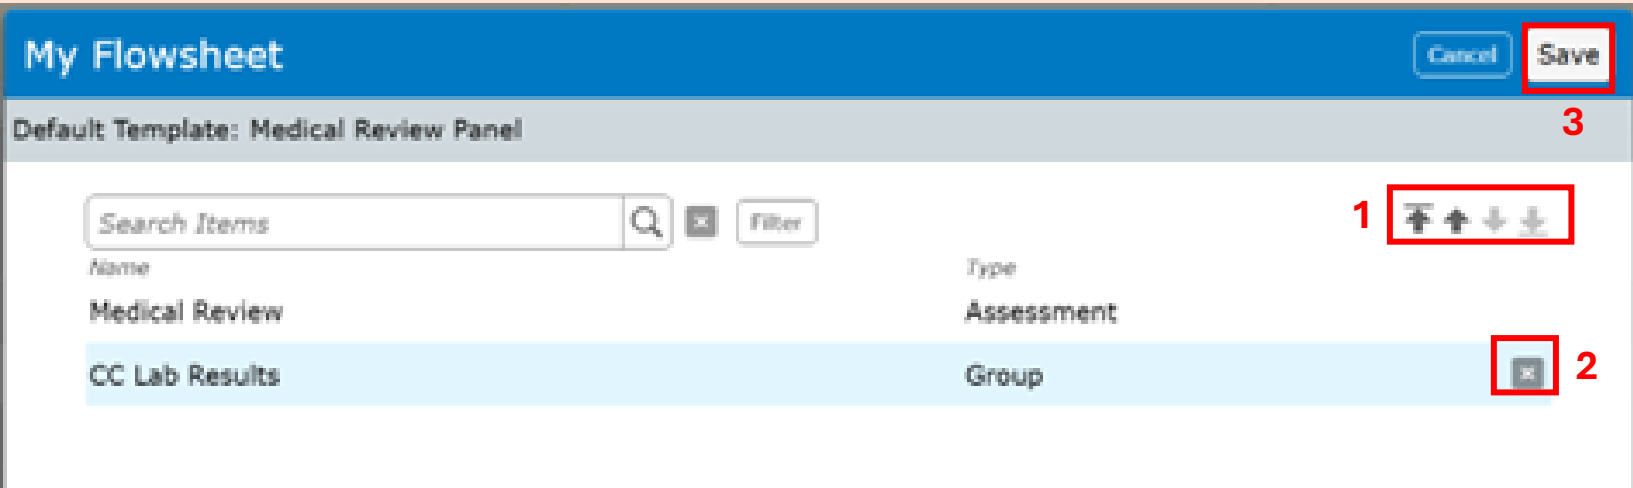 My Flowsheet Cancel Save
3
Default Template: Medical Review Panel
Search Items Filter 1
Name Type
Medical Review Assessment
CC Lab Results Group 2